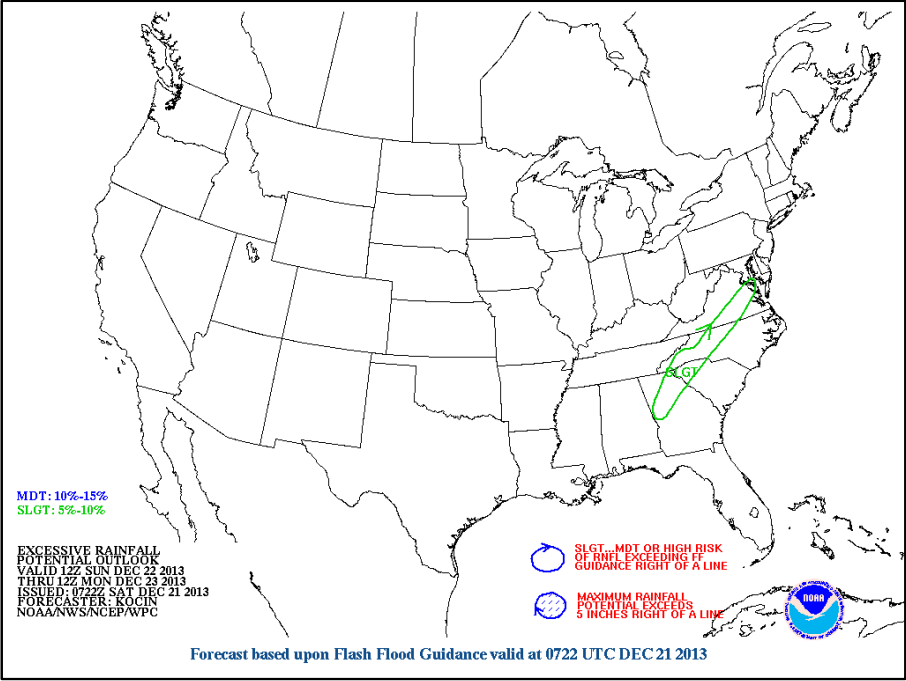 SLGT
MDT: 10%-15%
SLGT: 5%-10%
EXCESSIVE RAINFALL
POTENTIAL OUTLOOK
VALID 12Z SUN DEC 22 2013
THRU 12Z MON DEC 23 2013
ISSUED: 0722Z SAT DEC 21 2013
FORECASTER: KOCIN
NOAA/NWS/NCEP/WPC
SLGT...MDT OR HIGH RISK
OF RNFL EXCEEDING FF
GUIDANCE RIGHT OF A LINE
MAXIMUM RAINFALL
POTENTIAL EXCEEDS
5 INCHES RIGHT OF A LINE
NOAA
Forecast based upon Flash Flood Guidance valid at 0722 UTC DEC 21 2013